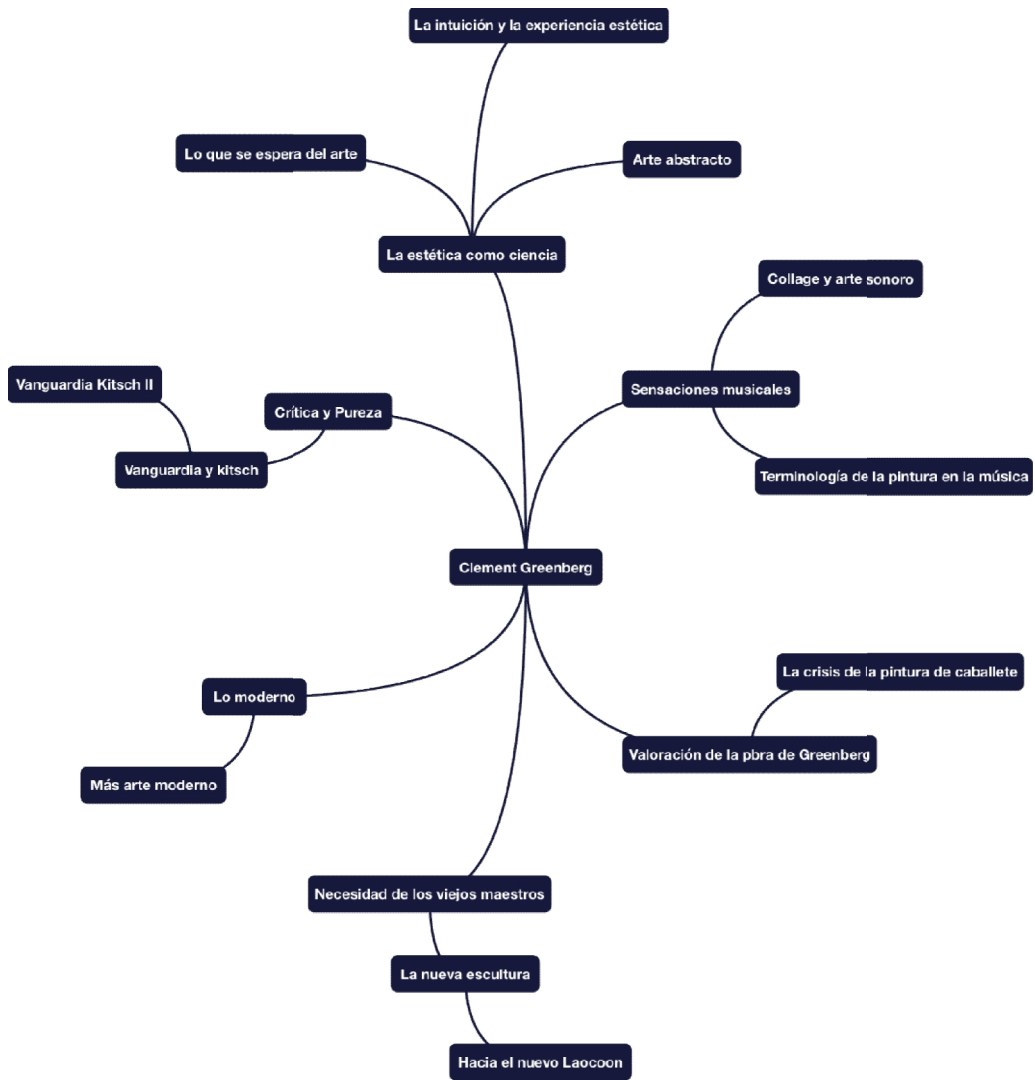 La intuición y la experiencia estética
Lo que se espera del arte
Arte abstracto
La estética como ciencia
Collage y arte sonoro
Vanguardia Kitsch II
Sensaciones musicales
Crítica y Pureza
Vanguardia y kitsch
Terminología de la pintura en la música
Clement Greenberg
La crisis de la pintura de caballete
Lo moderno
Valoración de la pbra de Greenberg
Más arte moderno
Necesidad de los viejos maestros
La nueva escultura
Hacia el nuevo Laocoon